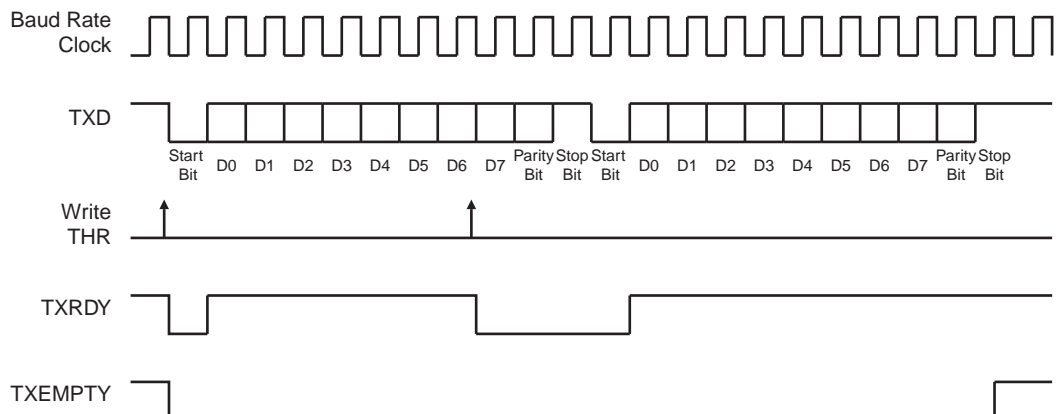 Baud Rate
Clock
TXD
Start
Bit
D0
D1
D2
D3
D4
D5
D6
D7
Parity
Bit
Stop
Bit
Start
Bit
D0
D1
D2
D3
D4
D5
D6
D7
Parity
Bit
Stop
Bit
Write
THR
TXRDY
TXEMPTY